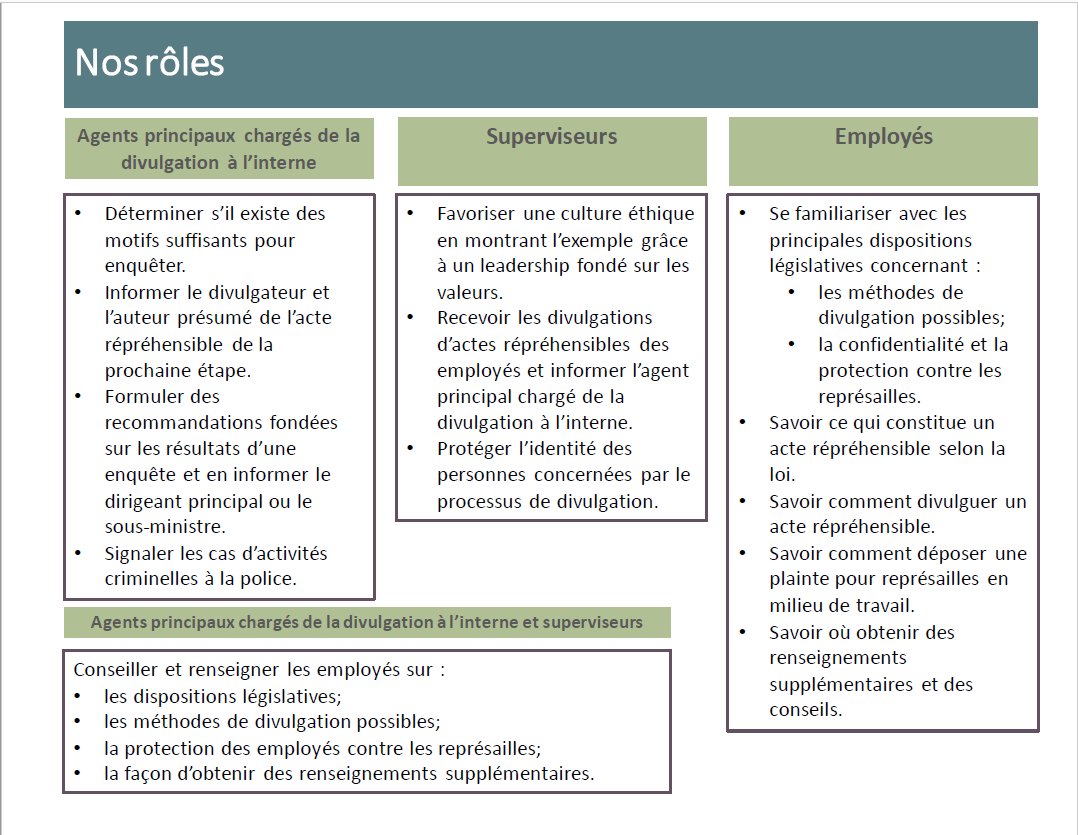 Nos rôles
Agents principaux chargés de la
divulgation à l’interne
• Déterminer s’il existe des
motifs suffisants pour
enquêter.
• Informer le divulgateur et
l’auteur présumé de l’acte
répréhensible de la
prochaine étape.
• Formuler des
recommandations fondées
sur les résultats d’une
enquête et en informer le
dirigeant principal ou le
sous-ministre.
• Signaler les cas d’activités
criminelles à la police.
Superviseurs
• Favoriser une culture éthique
en montrant l’exemple grâce
à un leadership fondé sur les
valeurs.
• Recevoir les divulgations
d’actes répréhensibles des
employés et informer l’agent
principal chargé de la
divulgation à l’interne.
• Protéger l’identité des
personnes concernées par le
processus de divulgation.
Employés
• Se familiariser avec les
principales dispositions
législatives concernant :
• les méthodes de
divulgation possibles;
• la confidentialité et la
protection contre les
représailles.
• Savoir ce qui constitue un
acte répréhensible selon la
loi.
• Savoir comment divulguer un
acte répréhensible.
• Savoir comment déposer une
plainte pour représailles en
milieu de travail.
• Savoir où obtenir des
renseignements
supplémentaires et des
conseils.
Agents principaux chargés de la divulgation à l’interne et superviseurs
Conseiller et renseigner les employés sur :
• les dispositions législatives;
• les méthodes de divulgation possibles;
• la protection des employés contre les représailles;
• la façon d’obtenir des renseignements supplémentaires.